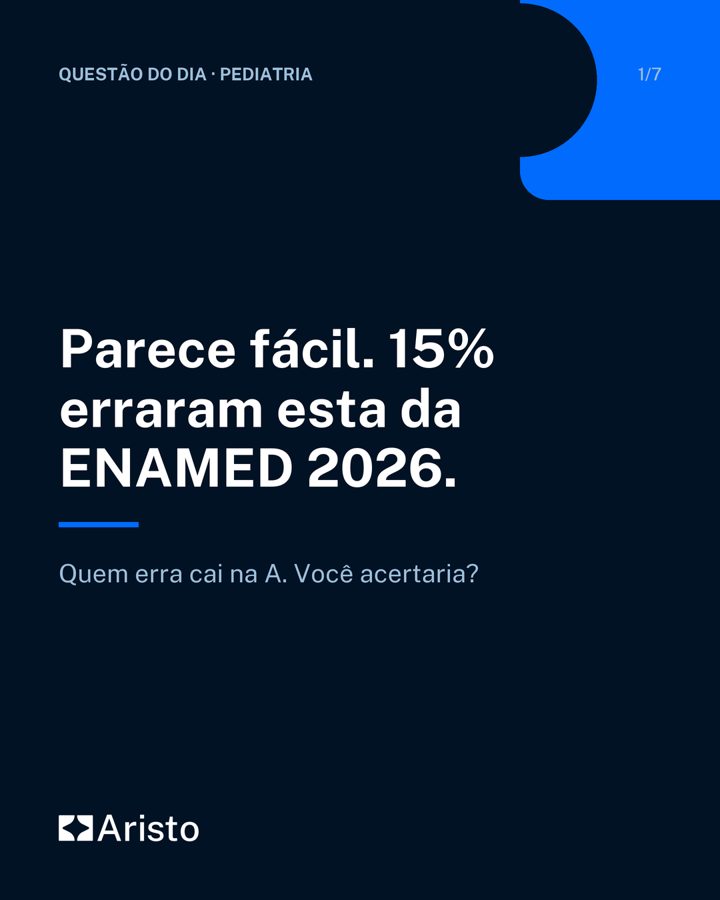 QUESTÃO DO DIA · PEDIATRIA
1/7
Parece fácil. 15%
erraram esta da
ENAMED 2026.
Quem erra cai na A. Você acertaria?
Aristo